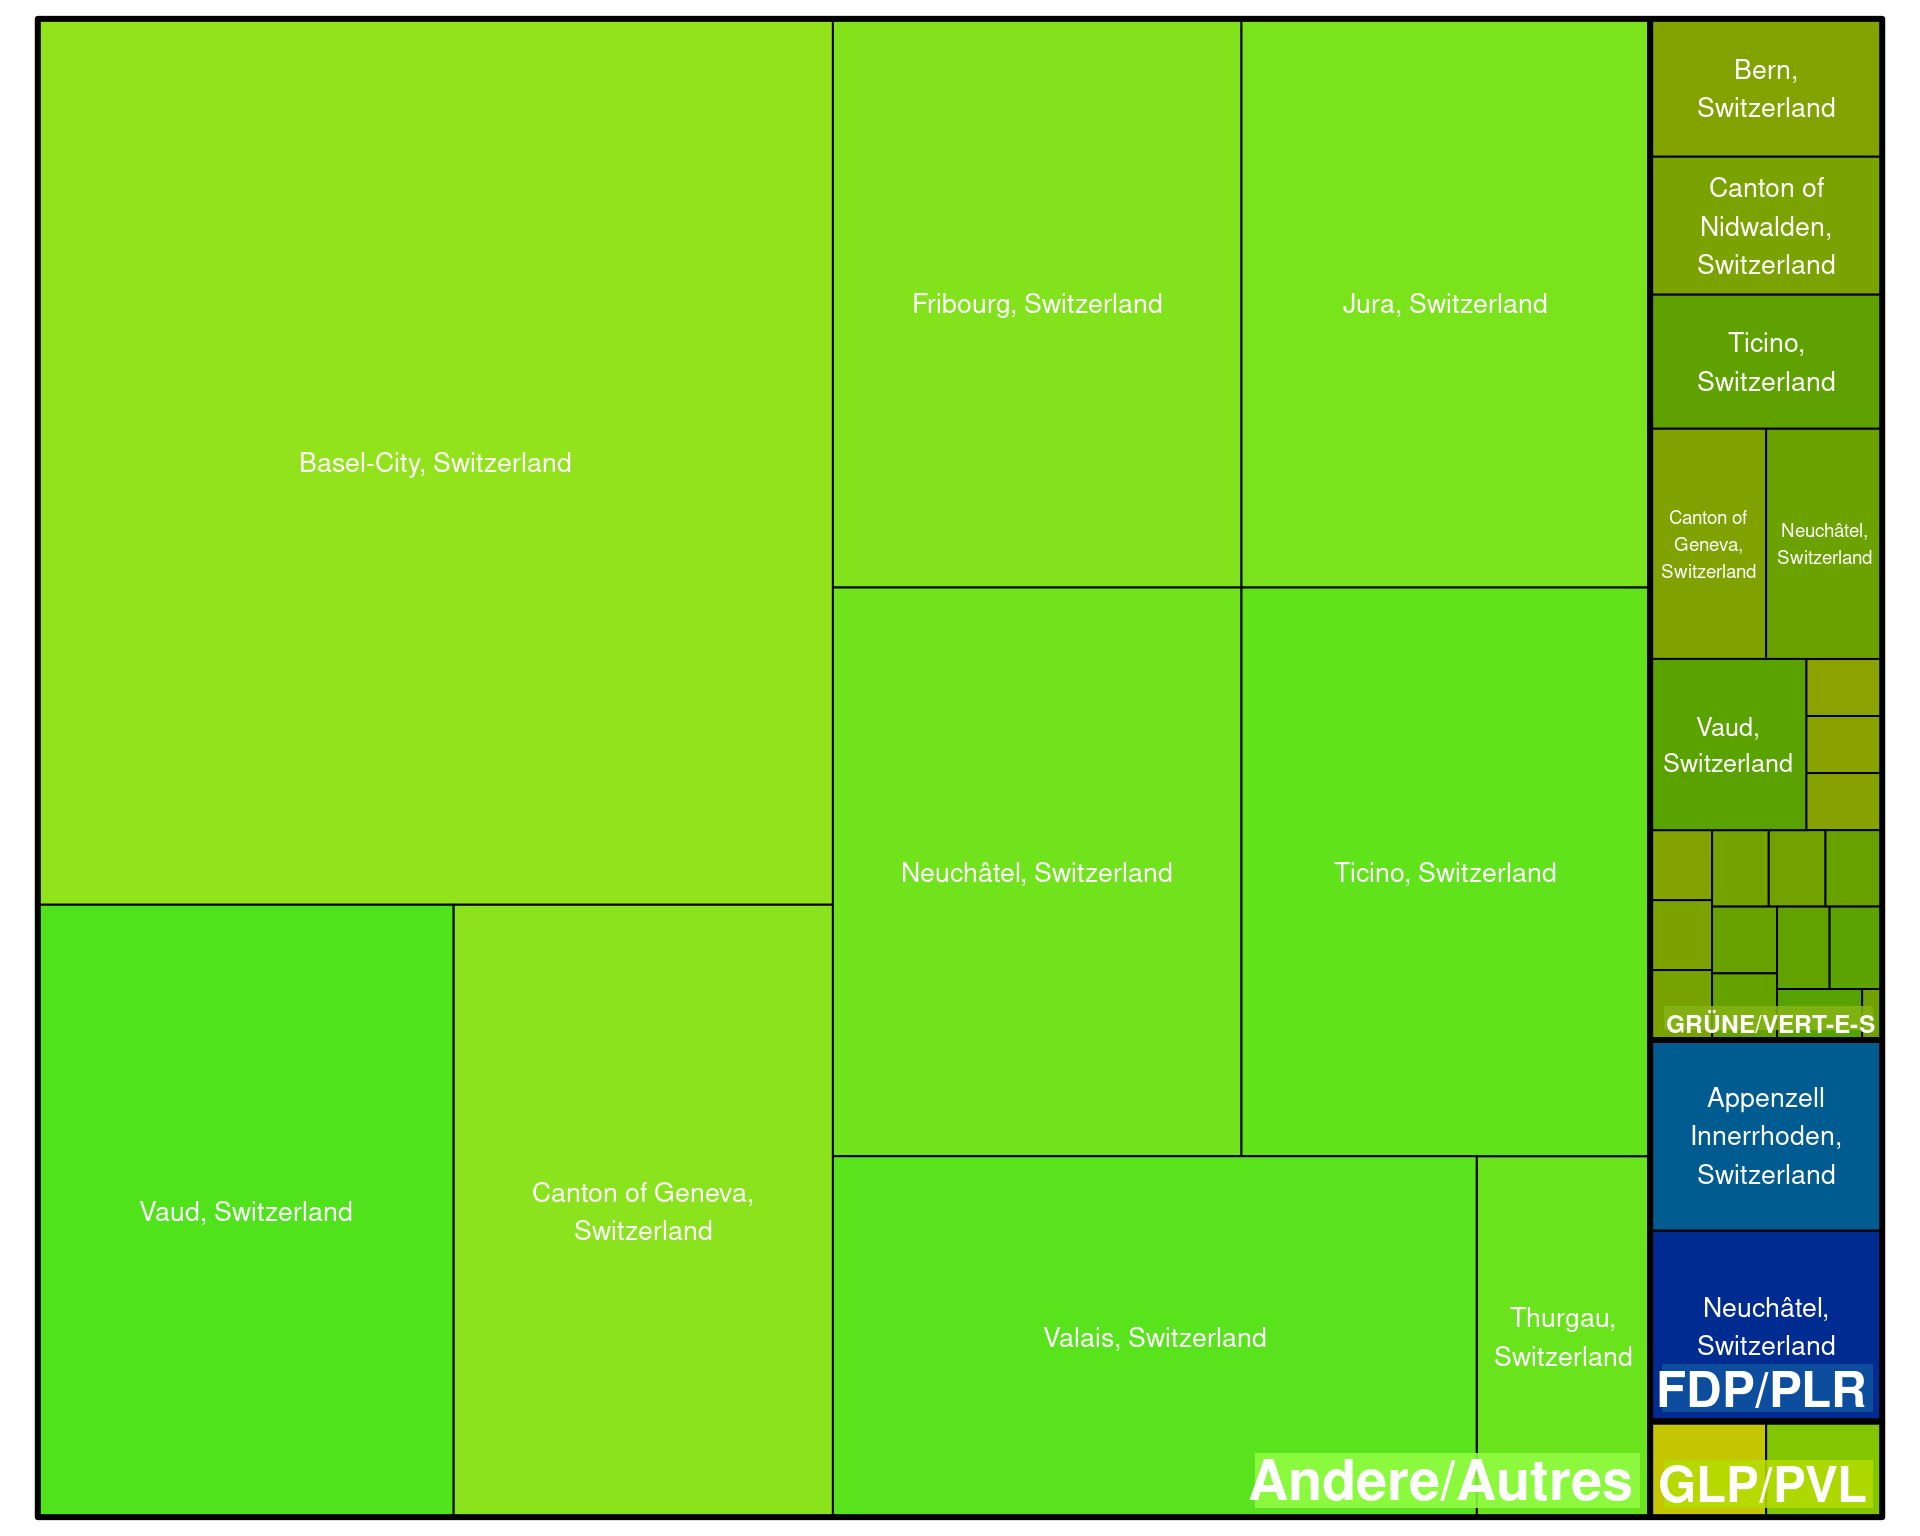 Basel-City, Switzerland
Vaud, Switzerland
Canton of Geneva,
Switzerland
Fribourg, Switzerland
Jura, Switzerland
Neuchâtel, Switzerland
Ticino, Switzerland
Valais, Switzerland
Thurgau,
Switzerland
Andere/Autres
Bern,
Switzerland
Canton of
Nidwalden,
Switzerland
Ticino,
Switzerland
Canton of
Geneva,
Switzerland
Neuchâtel,
Switzerland
Vaud,
Switzerland
GRÜNE/VERT-E-S
Appenzell
Innerrhoden,
Switzerland
Neuchâtel,
Switzerland
FDP/PLR
GLP/PVL